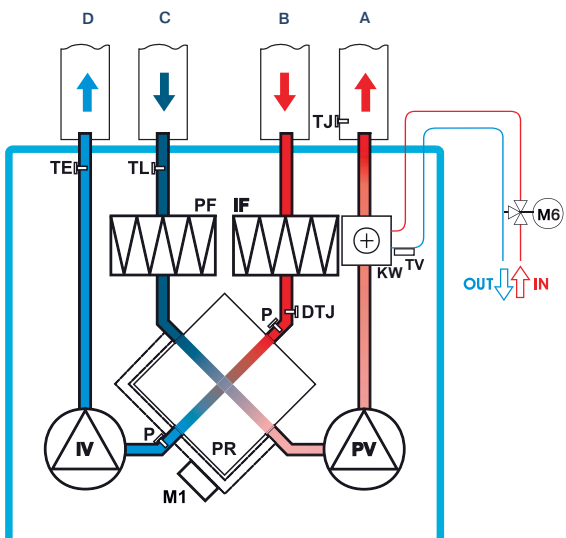 D C B A
TJ
TE TL
PF IF
M6
TV
KW
OUT IN
P DTJ
P
IV PR PV
M1